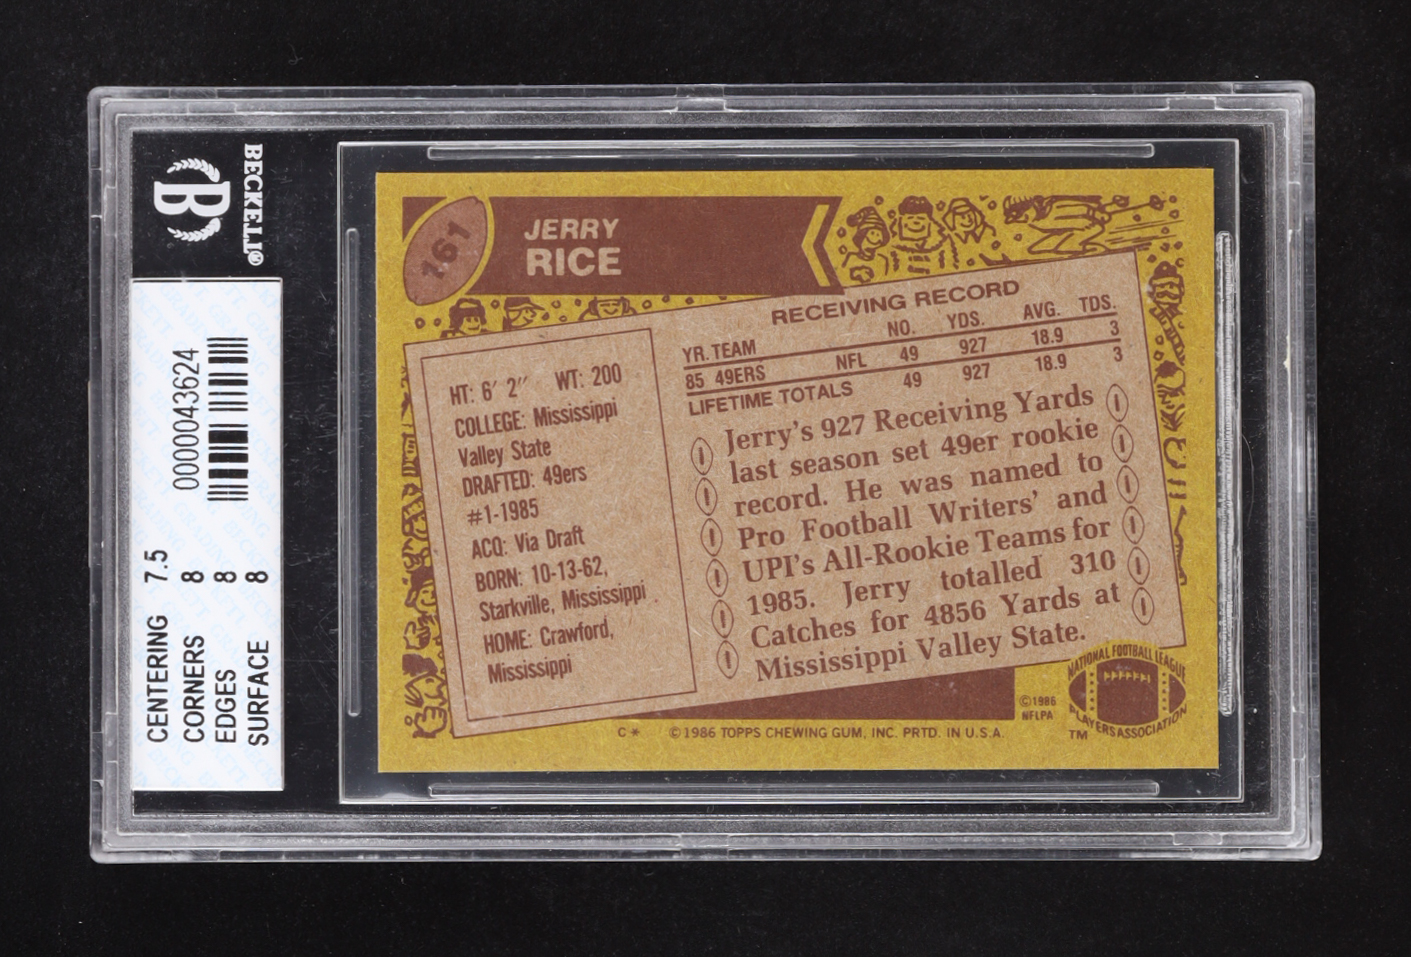 BECKETT®
B
0000043624
CENTERING 7.5
CORNERS 8
EDGES 8
SURFACE 8
161
JERRY
RICE
RECEIVING RECORD
YR. TEAM NO. YDS. AVG. TDS.
85 49ERS NFL 49 927 18.9 3
LIFETIME TOTALS 49 927 18.9 3
HT: 6′ 2″ WT: 200
COLLEGE: Mississippi
Valley State
DRAFTED: 49ers
#1-1985
ACQ: Via Draft
BORN: 10-13-62,
Starkville, Mississippi
HOME: Crawford,
Mississippi
Jerry's 927 Receiving Yards
last season set 49er rookie
record. He was named to
Pro Football Writers' and
UPI's All-Rookie Teams for
1985. Jerry totalled 310
Catches for 4856 Yards at
Mississippi Valley State.
©1986
NFLPA
NATIONAL FOOTBALL LEAGUE
PLAYERS ASSOCIATION
TM
C * ©1986 TOPPS CHEWING GUM, INC. PRTD. IN U.S.A.